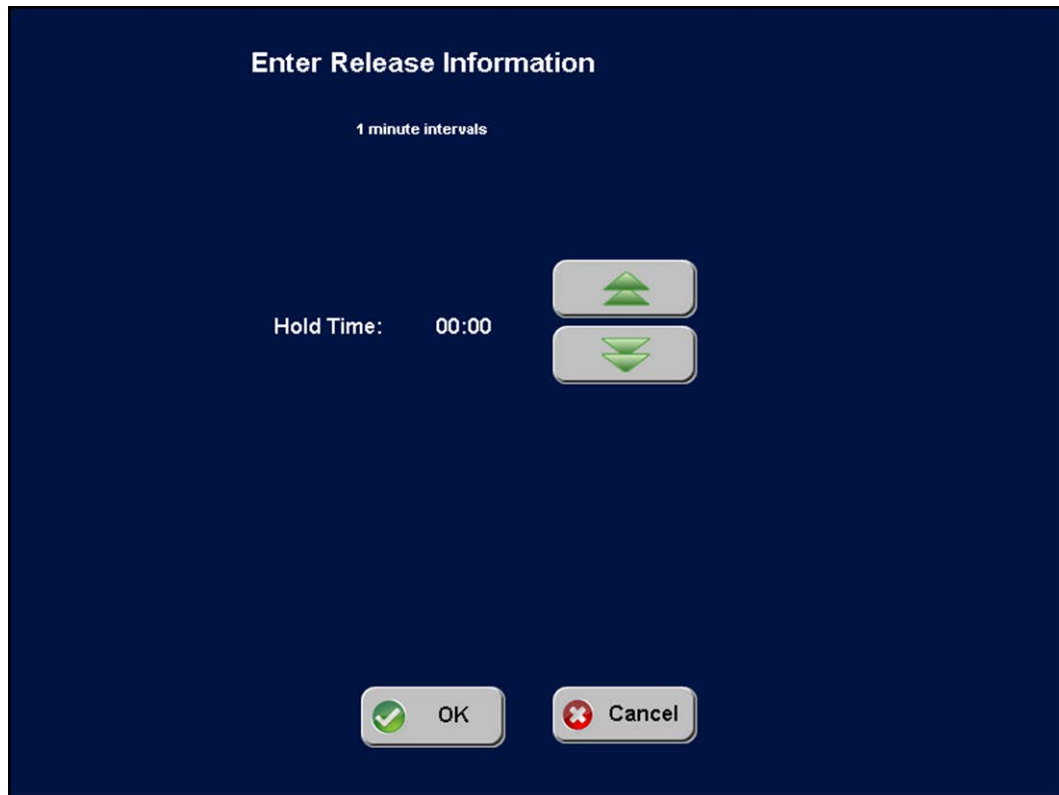 Enter Release Information
1 minute intervals
Hold Time: 00:00
OK Cancel